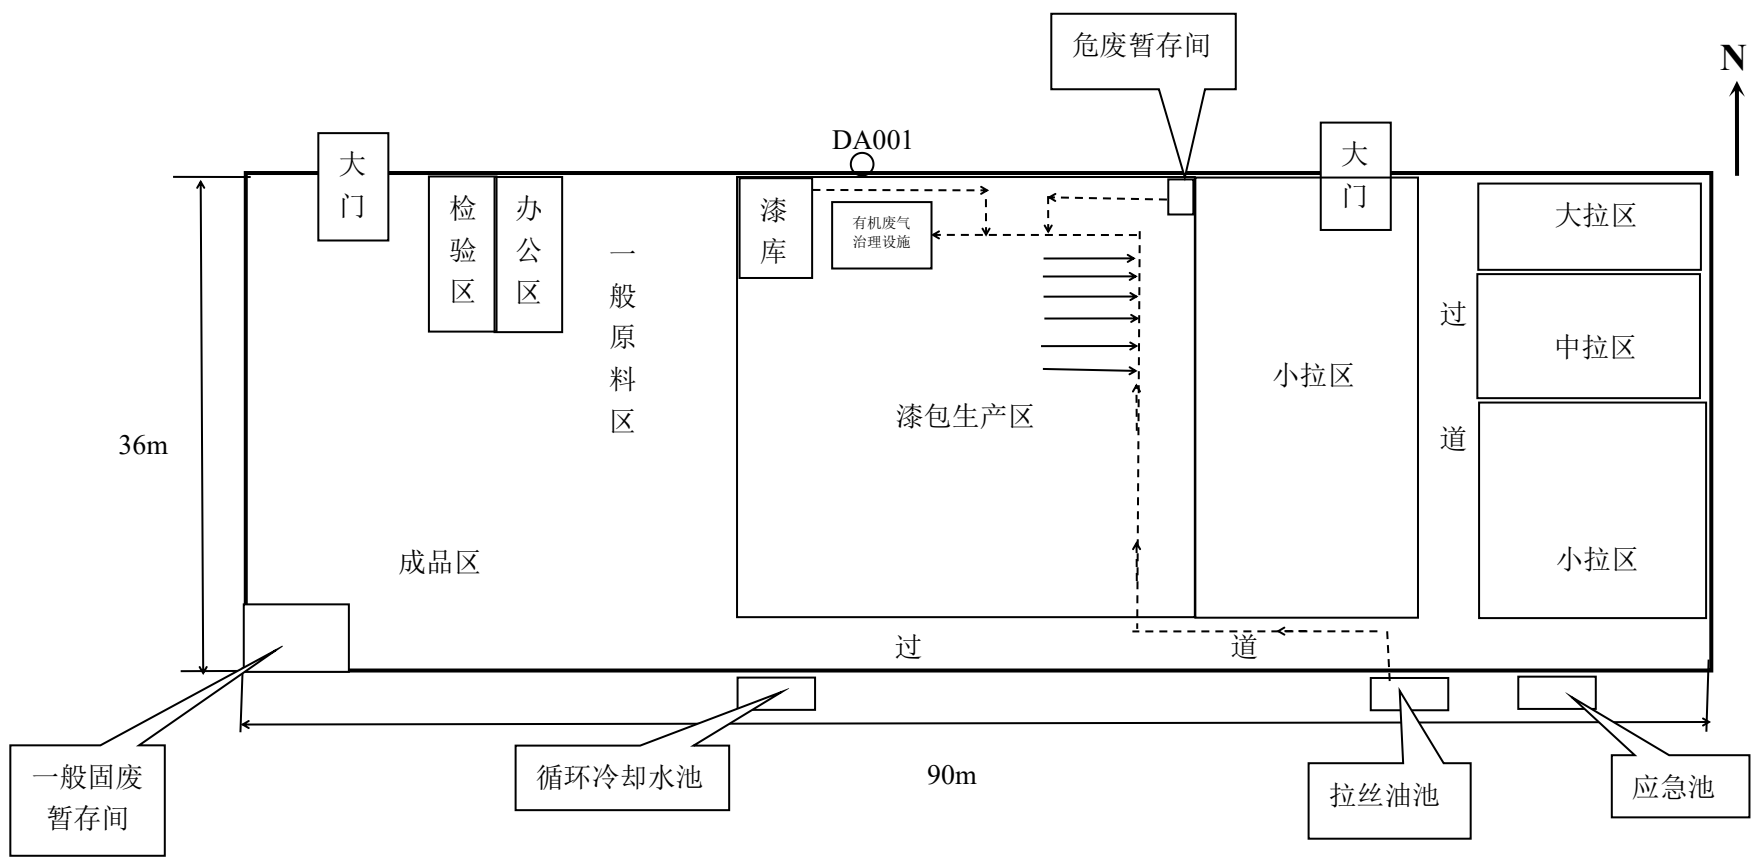 危废暂存间
N
DA001
大门
大门
检验区
办公区
一般原料区
漆库
有机废气
治理设施
大拉区
过道
中拉区
小拉区
漆包生产区
36m
成品区
小拉区
过道
一般固废
暂存间
循环冷却水池
90m
拉丝油池
应急池